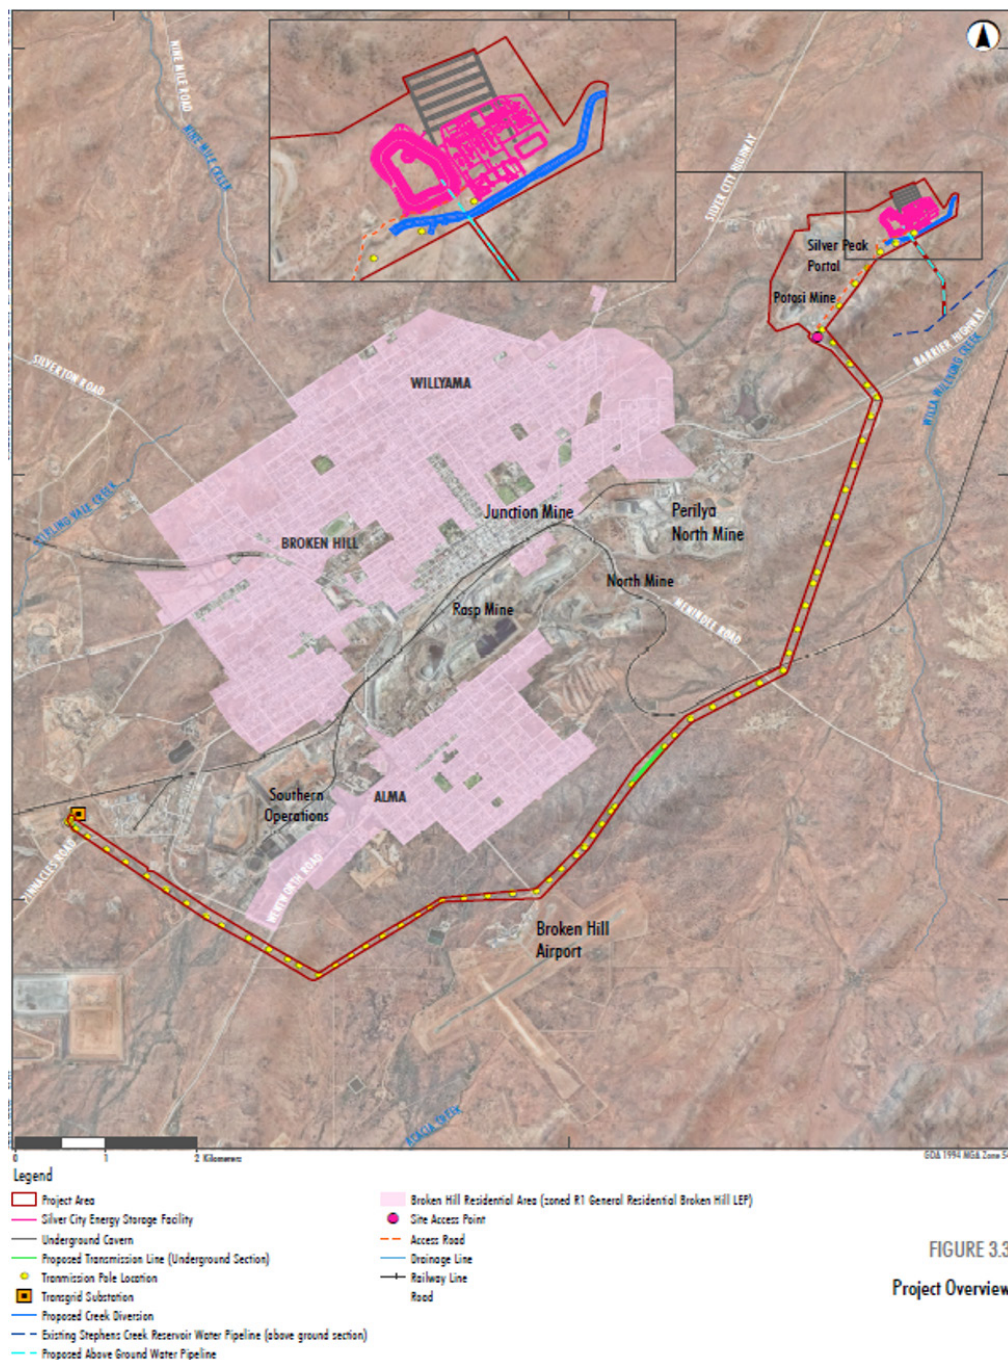 NINE MILE ROAD
NINE MILE CREEK
SILVER CITY HIGHWAY
Silver Peak
Portal
Potosi Mine
BARRIER HIGHWAY
WILLA WILLYONG CREEK
SILVERTON ROAD
WILLYAMA
STIRLING VALE CREEK
Junction Mine
Perilya
North Mine
BROKEN HILL
North Mine
Rasp Mine
MENINDEE ROAD
Southern
Operations
ALMA
PINNACLES ROAD
WENTWORTH ROAD
Broken Hill
Airport
ACACIA CREEK
0 1 2 Kilometers
GDA 1994 MGA Zone 54
Legend
Project Area
Silver City Energy Storage Facility
Underground Cavern
Proposed Transmission Line (Underground Section)
Tranmission Pole Location
Transgrid Substation
Proposed Creek Diversion
Existing Stephens Creek Reservoir Water Pipeline (above ground section)
Proposed Above Ground Water Pipeline
Broken Hill Residential Area (zoned R1 General Residential Broken Hill LEP)
Site Access Point
Access Road
Drainage Line
Railway Line
Road
FIGURE 3.3
Project Overview